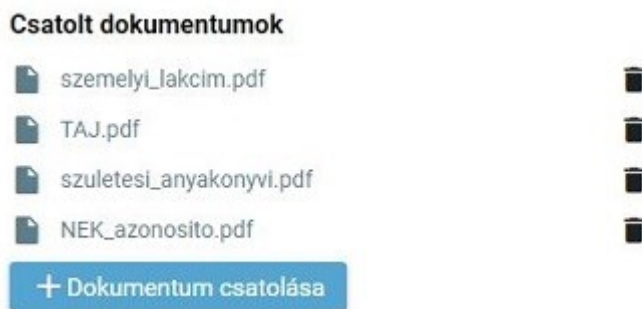 Csatolt dokumentumok
szemelyi_lakcim.pdf
TAJ.pdf
szuletesi_anyakonyvi.pdf
NEK_azonosito.pdf
+ Dokumentum csatolása